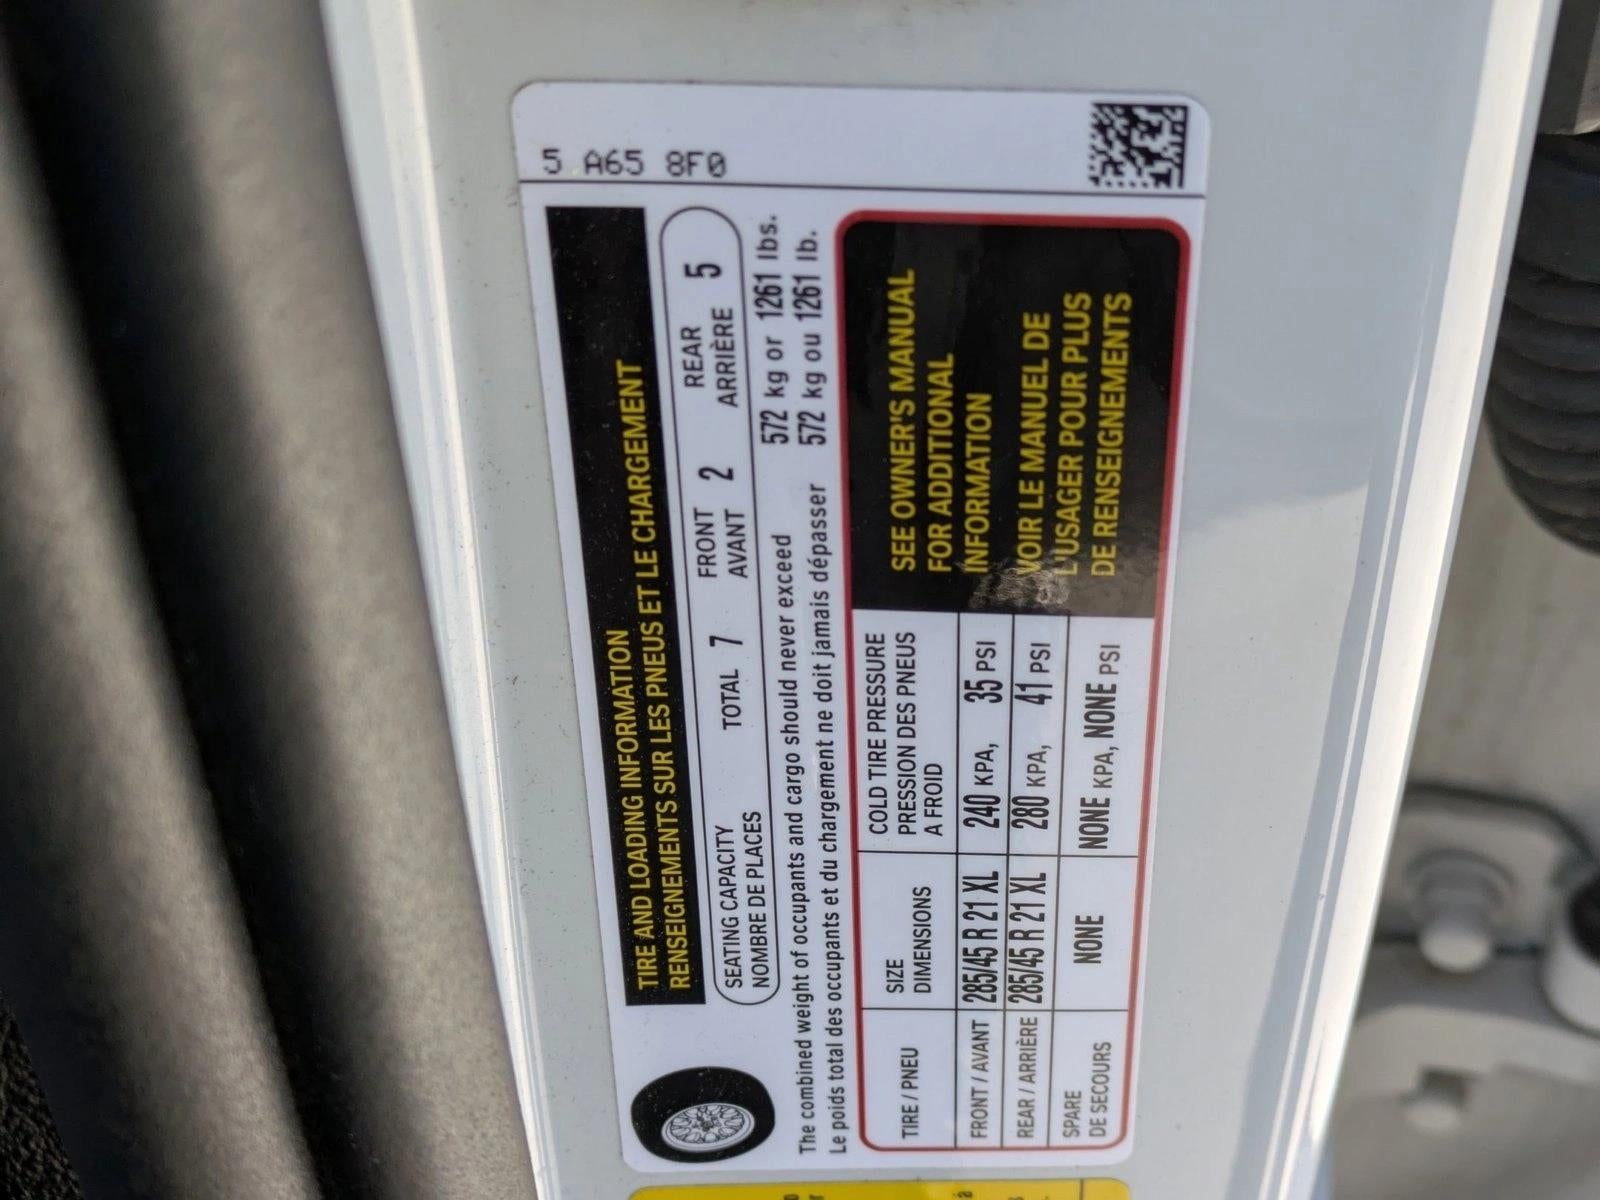 5 A65 8F0
TIRE AND LOADING INFORMATION
RENSEIGNEMENTS SUR LES PNEUS ET LE CHARGEMENT
SEATING CAPACITY
NOMBRE DE PLACES
TOTAL 7
FRONT
AVANT 2
REAR
ARRIÈRE 5
The combined weight of occupants and cargo should never exceed 572 kg or 1261 lbs.
Le poids total des occupants et du chargement ne doit jamais dépasser 572 kg ou 1261 lb.
TIRE / PNEU
SIZE
DIMENSIONS
COLD TIRE PRESSURE
PRESSION DES PNEUS
A FROID
FRONT / AVANT 285/45 R 21 XL 240 KPA, 35 PSI
REAR / ARRIÈRE 285/45 R 21 XL 280 KPA, 41 PSI
SPARE
DE SECOURS NONE NONE KPA, NONE PSI
SEE OWNER'S MANUAL
FOR ADDITIONAL
INFORMATION
VOIR LE MANUEL DE
L'USAGER POUR PLUS
DE RENSEIGNEMENTS